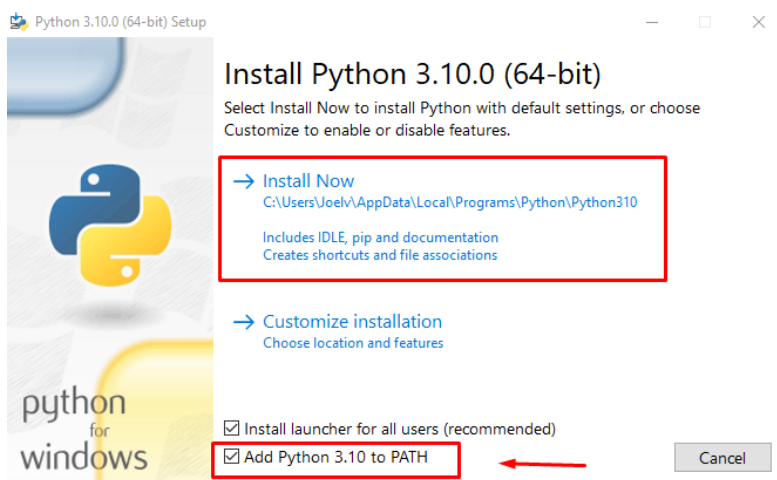 Python 3.10.0 (64-bit) Setup
Install Python 3.10.0 (64-bit)
Select Install Now to install Python with default settings, or choose
Customize to enable or disable features.
Install Now
C:\Users\Joelv\AppData\Local\Programs\Python\Python310
Includes IDLE, pip and documentation
Creates shortcuts and file associations
Customize installation
Choose location and features
python
for
windows
Install launcher for all users (recommended)
Add Python 3.10 to PATH
Cancel